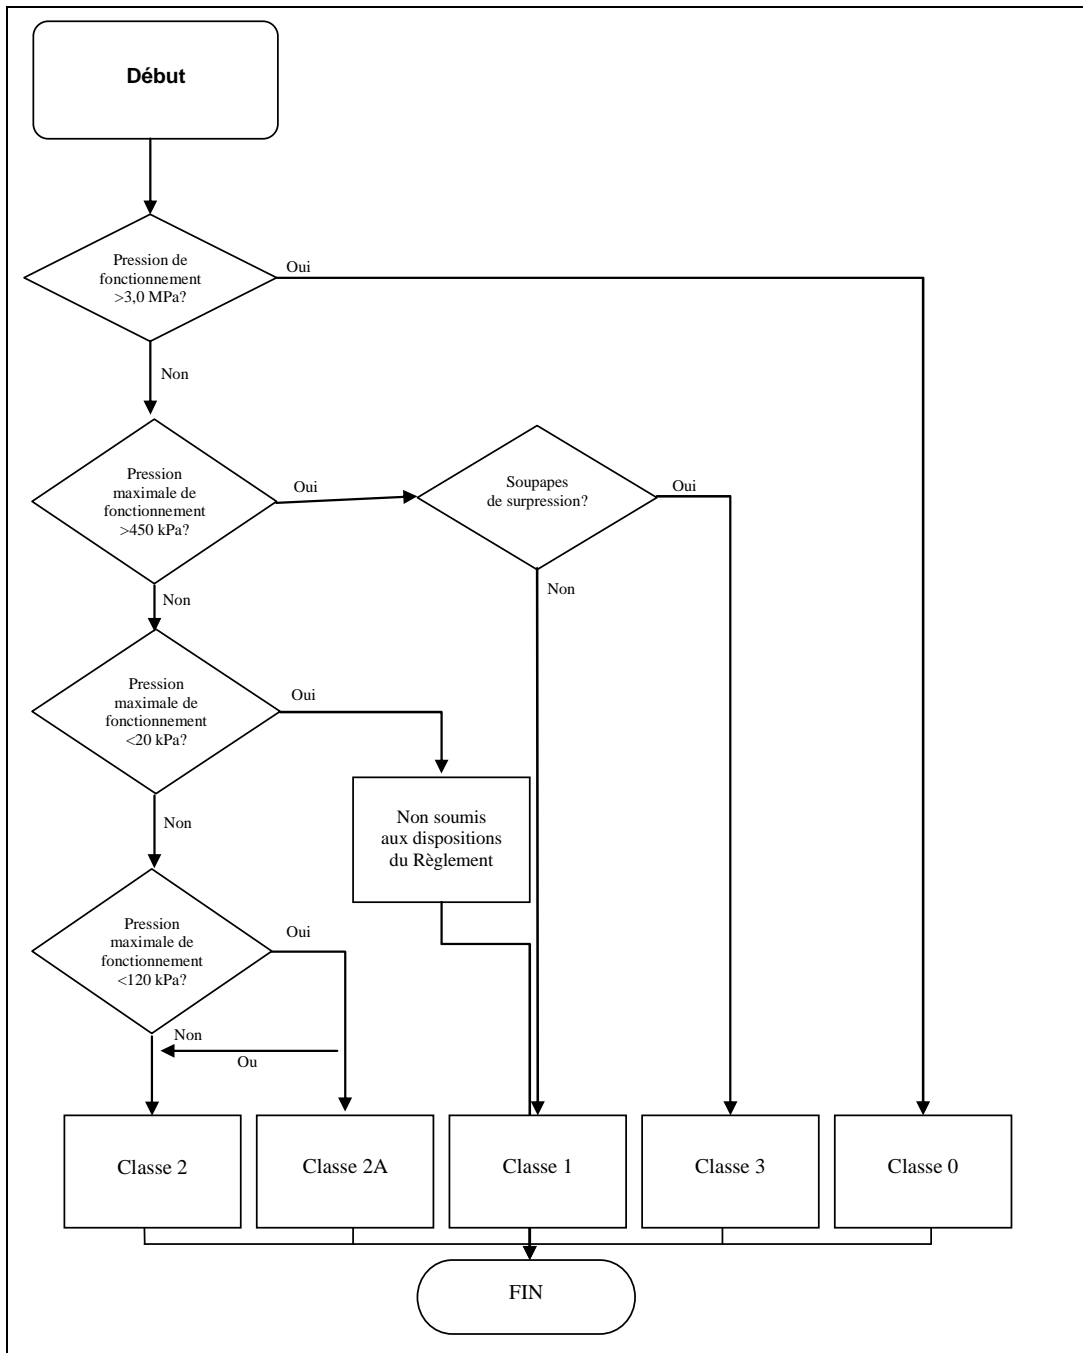 Début
Pression de
fonctionnement
>3,0 MPa?
Oui
Non
Pression
maximale de
fonctionnement
>450 kPa?
Oui
Soupapes
de surpression?
Oui
Non
Non
Pression
maximale de
fonctionnement
<20 kPa?
Oui
Non soumis
aux dispositions
du Règlement
Non
Pression
maximale de
fonctionnement
<120 kPa?
Oui
Non
Ou
Classe 2
Classe 2A
Classe 1
Classe 3
Classe 0
FIN